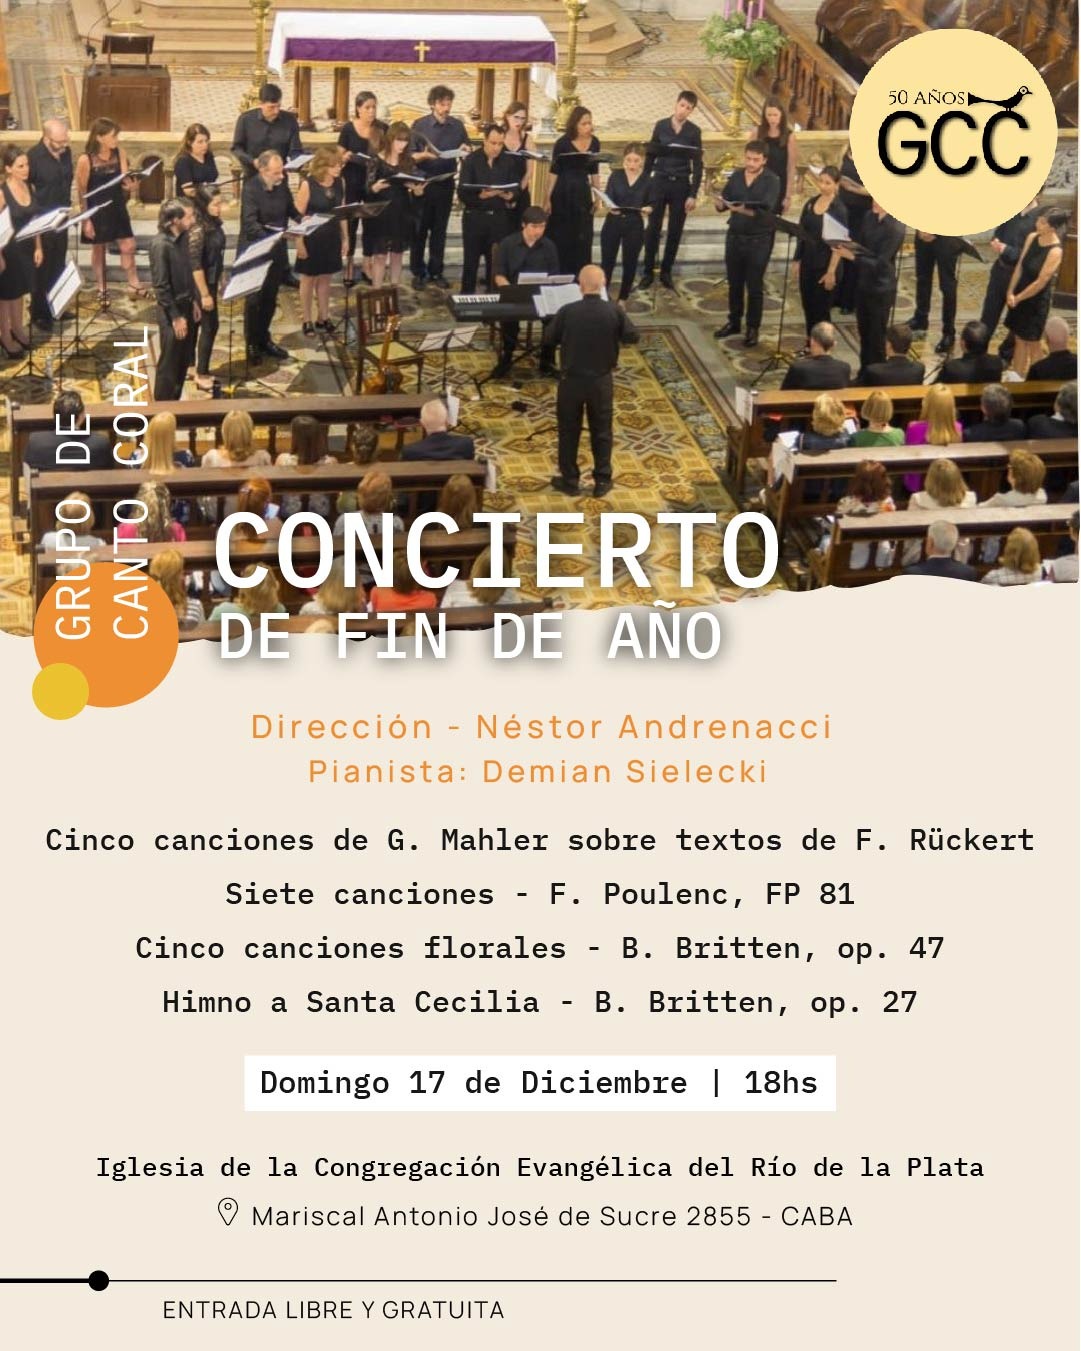 50 AÑOS
GCC
GRUPO DE
CANTO CORAL
CONCIERTO
DE FIN DE AÑO
Dirección - Néstor Andrenacci
Pianista: Demian Sielecki
Cinco canciones de G. Mahler sobre textos de F. Rückert
Siete canciones - F. Poulenc, FP 81
Cinco canciones florales - B. Britten, op. 47
Himno a Santa Cecilia - B. Britten, op. 27
Domingo 17 de Diciembre | 18hs
Iglesia de la Congregación Evangélica del Río de la Plata
Mariscal Antonio José de Sucre 2855 - CABA
ENTRADA LIBRE Y GRATUITA